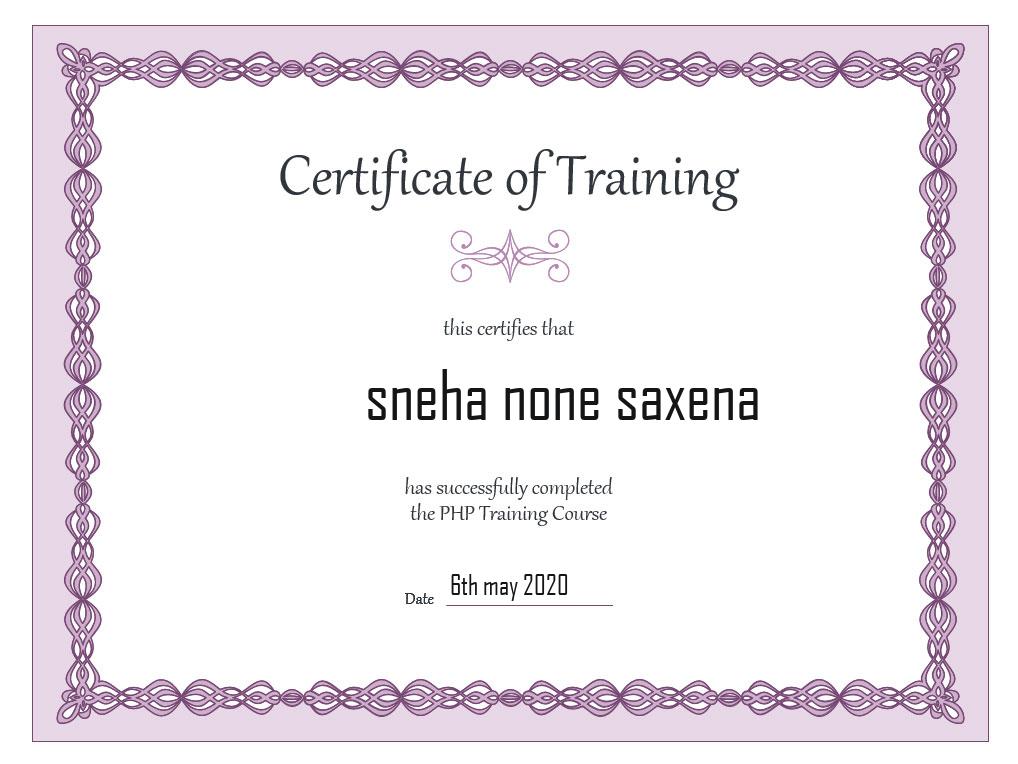 Certificate of Training
this certifies that
sneha none saxena
has successfully completed
the PHP Training Course
Date 6th may 2020